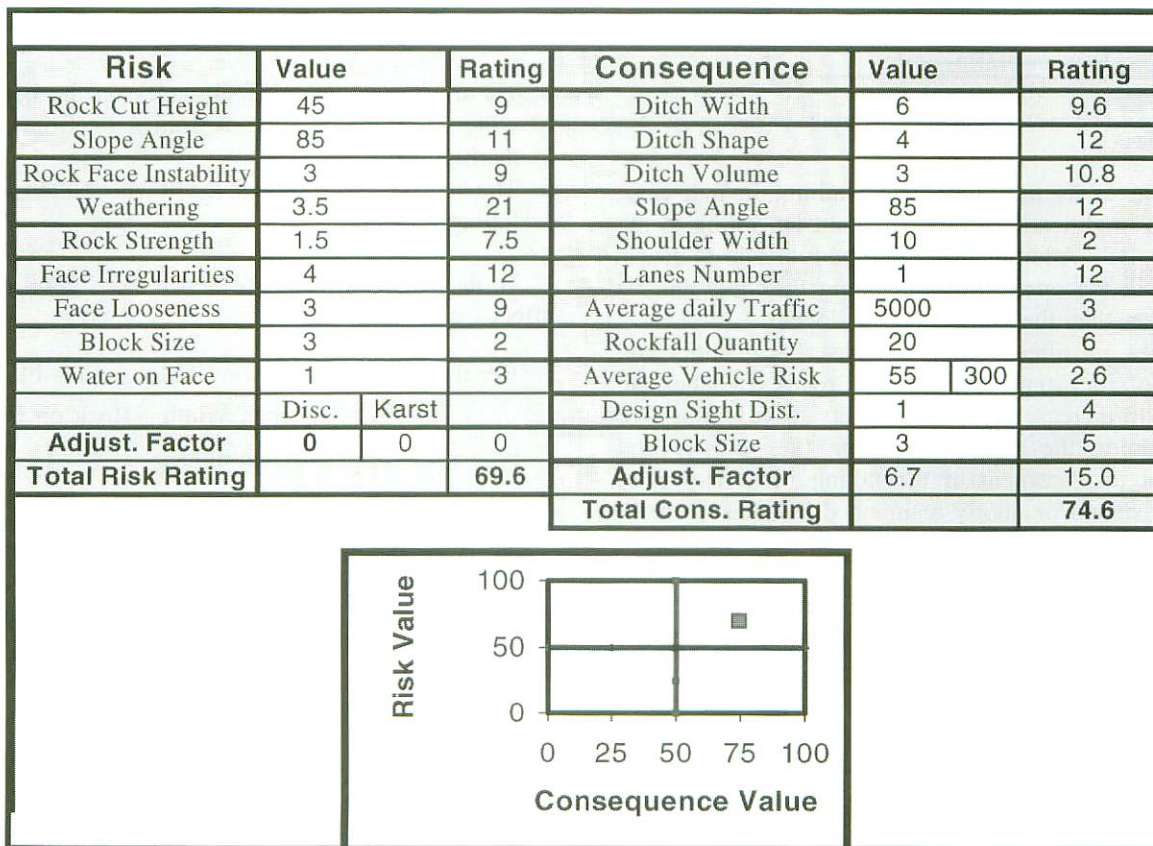 Risk Value Rating Consequence Value Rating
Rock Cut Height 45 9 Ditch Width 6 9.6
Slope Angle 85 11 Ditch Shape 4 12
Rock Face Instability 3 9 Ditch Volume 3 10.8
Weathering 3.5 21 Slope Angle 85 12
Rock Strength 1.5 7.5 Shoulder Width 10 2
Face Irregularities 4 12 Lanes Number 1 12
Face Looseness 3 9 Average daily Traffic 5000 3
Block Size 3 2 Rockfall Quantity 20 6
Water on Face 1 3 Average Vehicle Risk 55 300 2.6
Disc. Karst Design Sight Dist. 1 4
Adjust. Factor 0 0 0 Block Size 3 5
Total Risk Rating 69.6 Adjust. Factor 6.7 15.0
Total Cons. Rating 74.6
Risk Value
100
50
0
0 25 50 75 100
Consequence Value